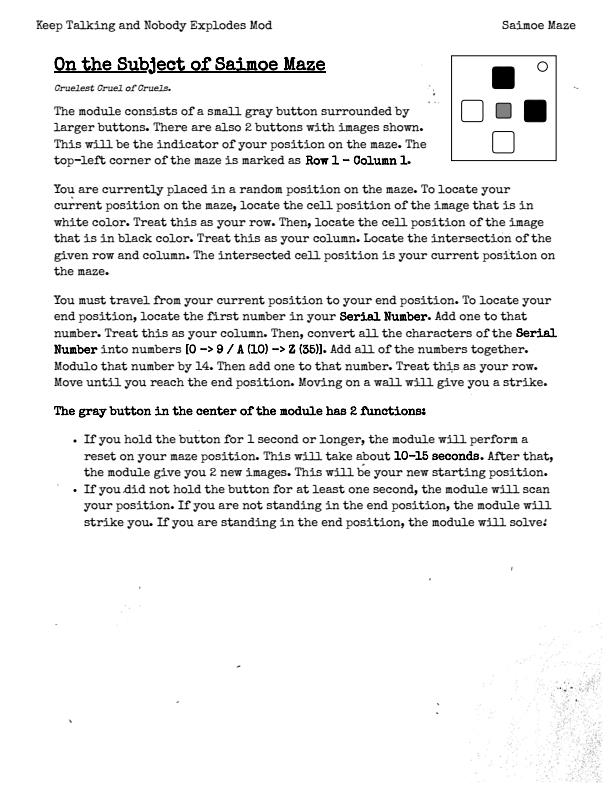 Keep Talking and Nobody Explodes Mod
Saimoe Maze
On the Subject of Saimoe Maze
Cruelest Cruel of Cruels.
The module consists of a small gray button surrounded by
larger buttons. There are also 2 buttons with images shown.
This will be the indicator of your position on the maze. The
top-left corner of the maze is marked as Row 1 - Column 1.
You are currently placed in a random position on the maze. To locate your
current position on the maze, locate the cell position of the image that is in
white color. Treat this as your row. Then, locate the cell position of the image
that is in black color. Treat this as your column. Locate the intersection of the
given row and column. The intersected cell position is your current position on
the maze.
You must travel from your current position to your end position. To locate your
end position, locate the first number in your Serial Number. Add one to that
number. Treat this as your column. Then, convert all the characters of the Serial
Number into numbers [0 -> 9 / A (10) -> Z (35)]. Add all of the numbers together.
Modulo that number by 14. Then add one to that number. Treat this as your row.
Move until you reach the end position. Moving on a wall will give you a strike.
The gray button in the center of the module has 2 functions:
• If you hold the button for 1 second or longer, the module will perform a
reset on your maze position. This will take about 10-15 seconds. After that,
the module give you 2 new images. This will be your new starting position.
• If you did not hold the button for at least one second, the module will scan
your position. If you are not standing in the end position, the module will
strike you. If you are standing in the end position, the module will solve.